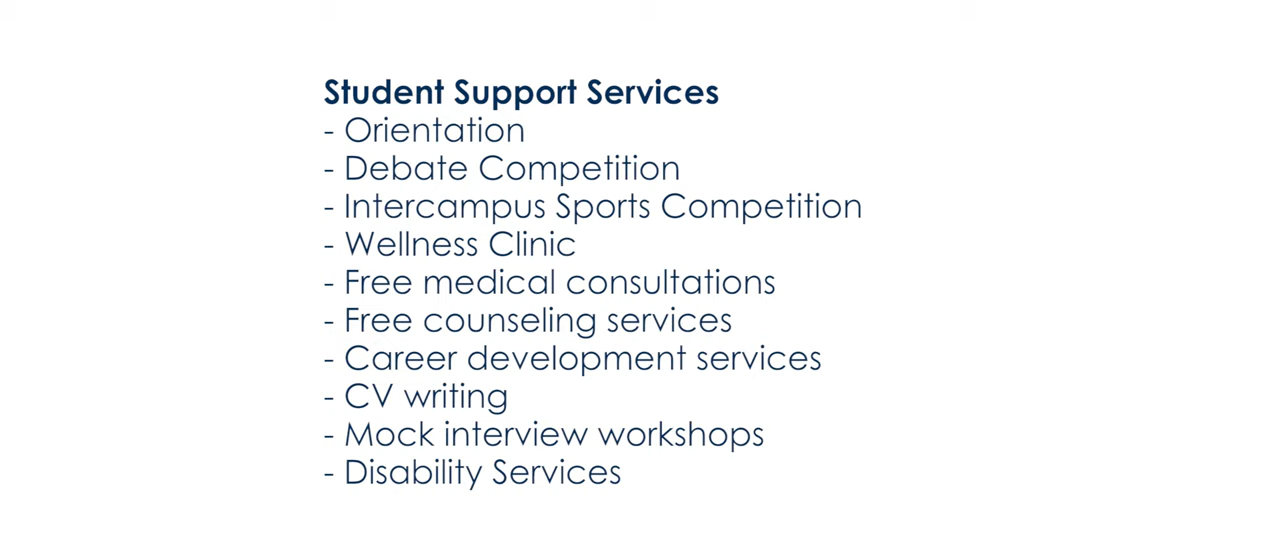 Student Support Services
- Orientation
- Debate Competition
- Intercampus Sports Competition
- Wellness Clinic
- Free medical consultations
- Free counseling services
- Career development services
- CV writing
- Mock interview workshops
- Disability Services